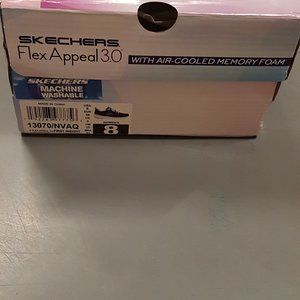 SKECHERS
Flex Appeal 3.0
WITH AIR-COOLED MEMORY FOAM
SKECHERS
MACHINE
WASHABLE
MADE IN CHINA
13070/NVAQ
8